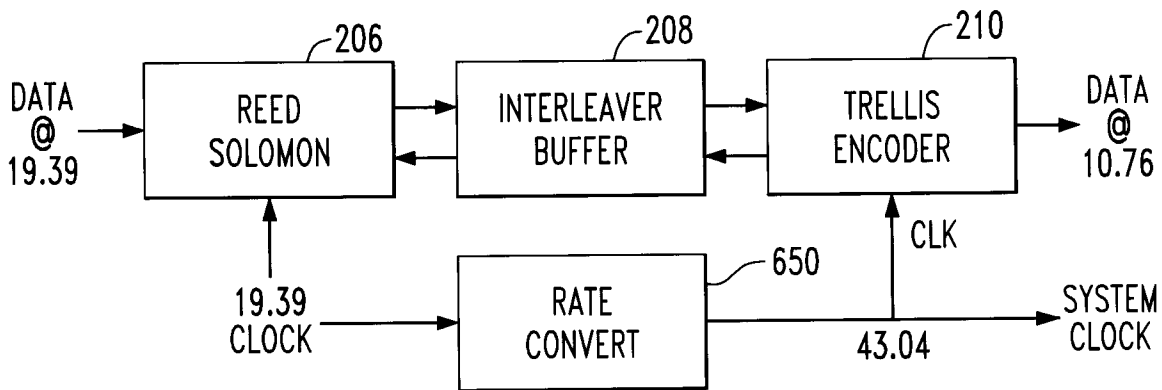 206
208
210
DATA
@
19.39
REED
SOLOMON
INTERLEAVER
BUFFER
TRELLIS
ENCODER
DATA
@
10.76
CLK
650
19.39
CLOCK
RATE
CONVERT
43.04
SYSTEM
CLOCK